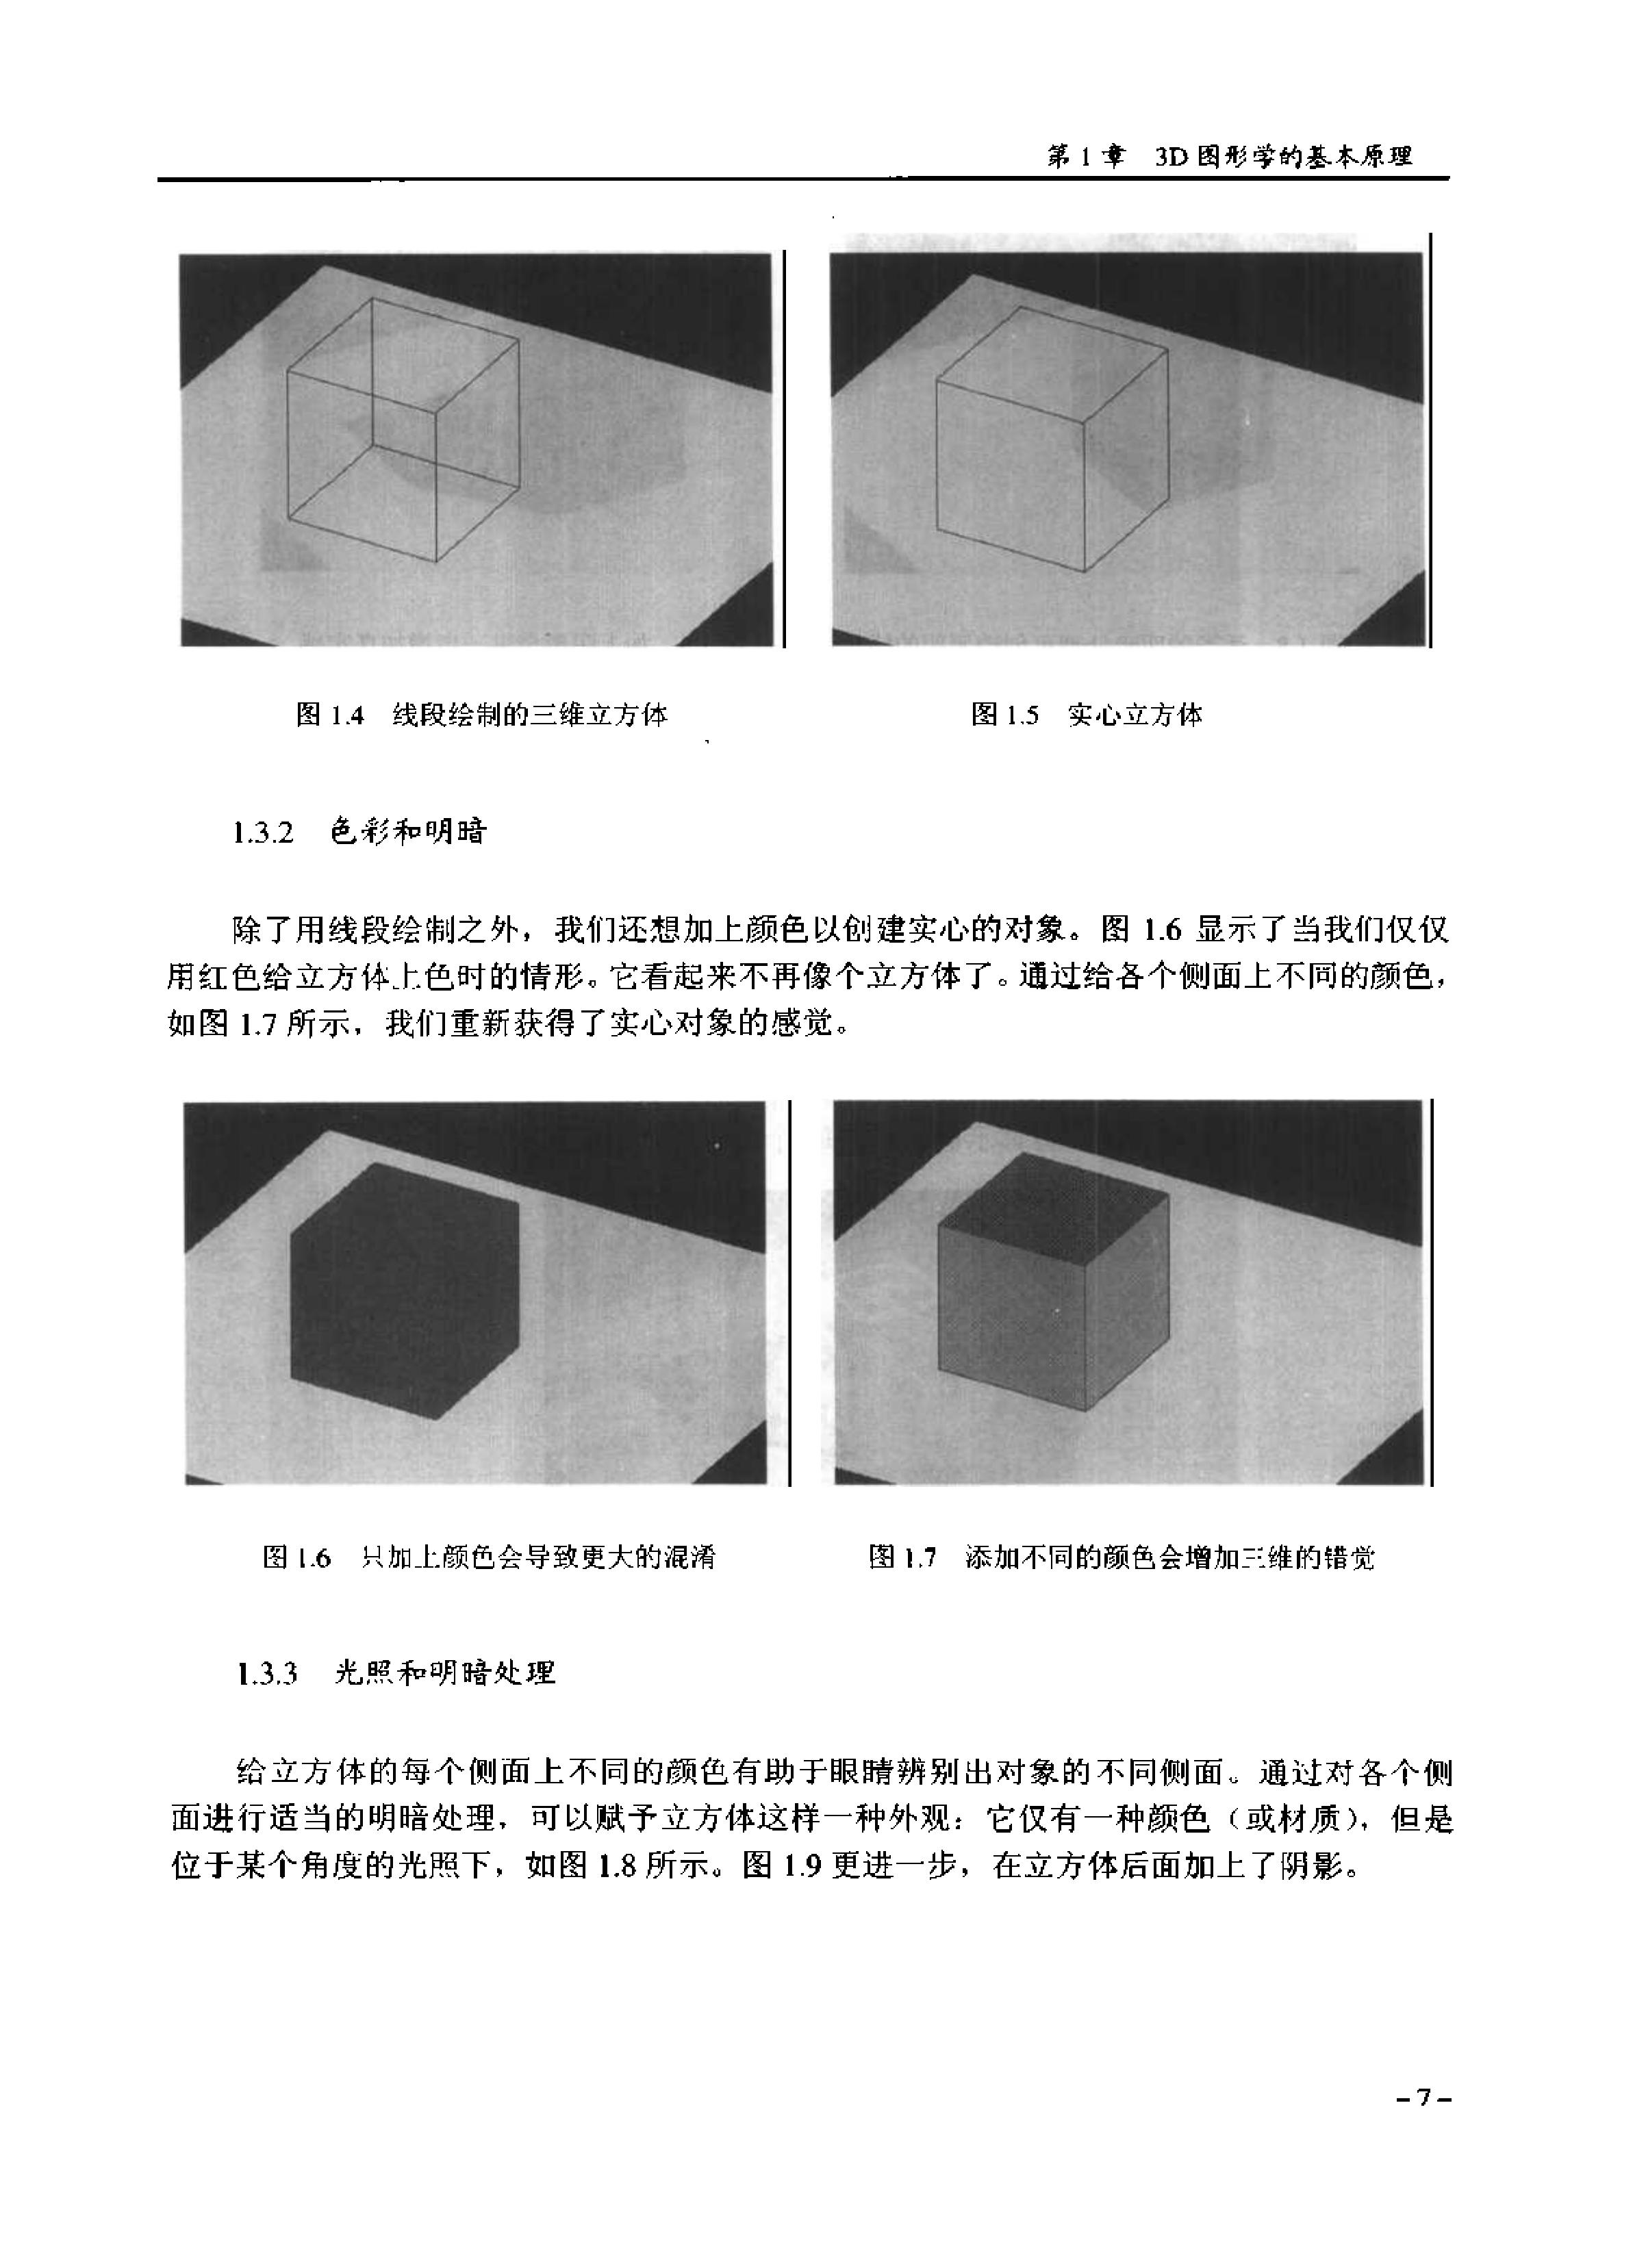 第 1 章　3D 图形学的基本原理
图 1.4　线段绘制的三维立方体
图 1.5　实心立方体
1.3.2　色彩和明暗
除了用线段绘制之外，我们还想加上颜色以创建实心的对象。图 1.6 显示了当我们仅仅
用红色给立方体上色时的情形。它看起来不再像个立方体了。通过给各个侧面上不同的颜色，
如图 1.7 所示，我们重新获得了实心对象的感觉。
图 1.6　只加上颜色会导致更大的混淆
图 1.7　添加不同的颜色会增加三维的错觉
1.3.3　光照和明暗处理
给立方体的每个侧面上不同的颜色有助于眼睛辨别出对象的不同侧面。通过对各个侧
面进行适当的明暗处理，可以赋予立方体这样一种外观：它仅有一种颜色（或材质），但是
位于某个角度的光照下，如图 1.8 所示。图 1.9 更进一步，在立方体后面加上了阴影。
－7－